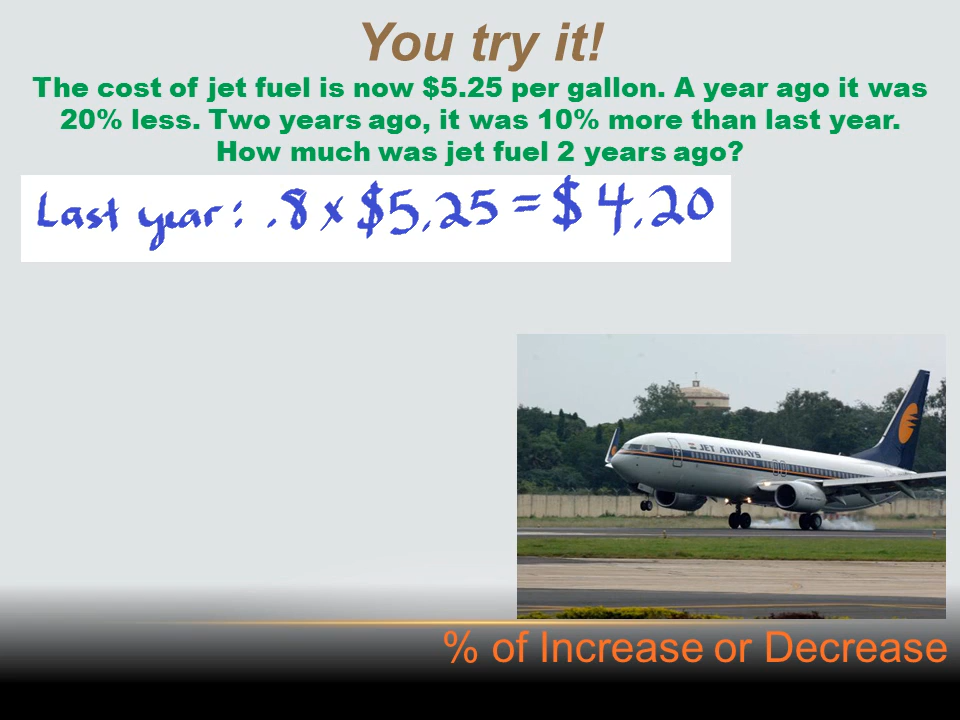 You try it!
The cost of jet fuel is now $5.25 per gallon. A year ago it was
20% less. Two years ago, it was 10% more than last year.
How much was jet fuel 2 years ago?
Last year: .8 x $5.25 = $4.20
JET AIRWAYS
% of Increase or Decrease